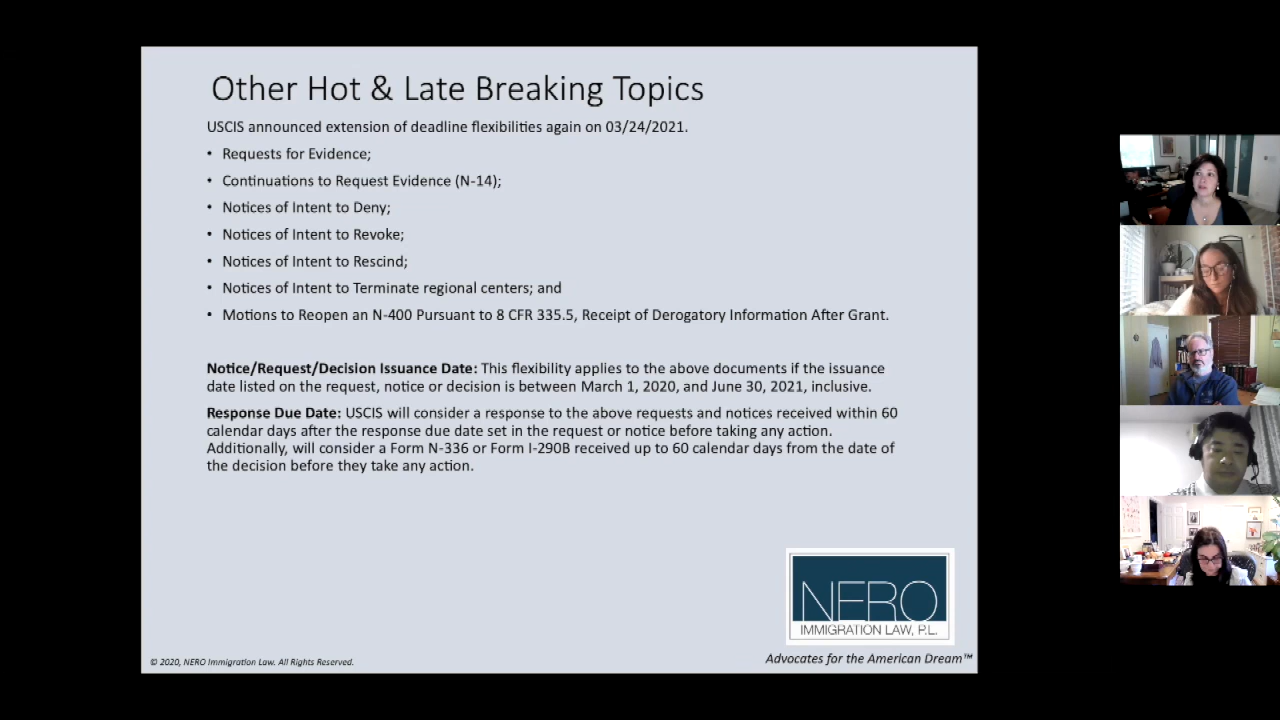 Other Hot & Late Breaking Topics
USCIS announced extension of deadline flexibilities again on 03/24/2021.
• Requests for Evidence;
• Continuations to Request Evidence (N-14);
• Notices of Intent to Deny;
• Notices of Intent to Revoke;
• Notices of Intent to Rescind;
• Notices of Intent to Terminate regional centers; and
• Motions to Reopen an N-400 Pursuant to 8 CFR 335.5, Receipt of Derogatory Information After Grant.
Notice/Request/Decision Issuance Date: This flexibility applies to the above documents if the issuance
date listed on the request, notice or decision is between March 1, 2020, and June 30, 2021, inclusive.
Response Due Date: USCIS will consider a response to the above requests and notices received within 60
calendar days after the response due date set in the request or notice before taking any action.
Additionally, will consider a Form N-336 or Form I-290B received up to 60 calendar days from the date of
the decision before they take any action.
NERO
IMMIGRATION LAW, P.L.
© 2020, NERO Immigration Law. All Rights Reserved.
Advocates for the American Dream™